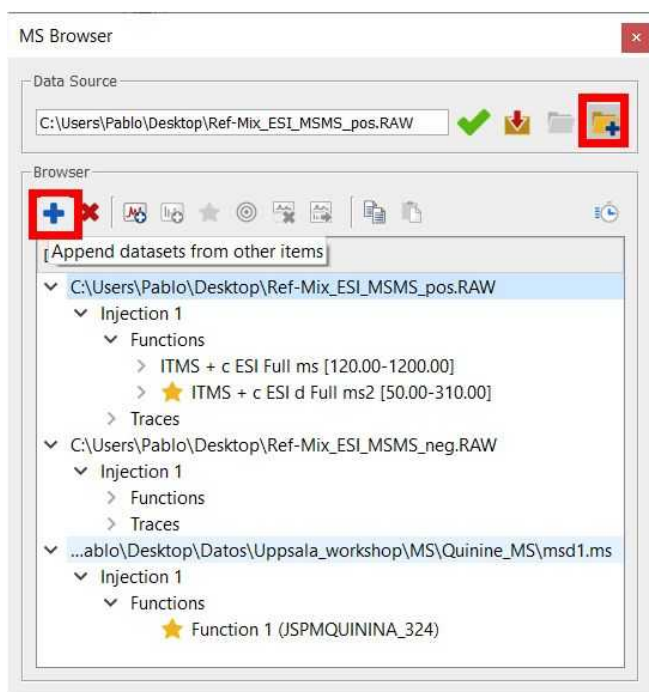 MS Browser
Data Source
C:\Users\Pablo\Desktop\Ref-Mix_ESI_MSMS_pos.RAW
Browser
Append datasets from other items
C:\Users\Pablo\Desktop\Ref-Mix_ESI_MSMS_pos.RAW
Injection 1
Functions
ITMS + c ESI Full ms [120.00-1200.00]
ITMS + c ESI d Full ms2 [50.00-310.00]
Traces
C:\Users\Pablo\Desktop\Ref-Mix_ESI_MSMS_neg.RAW
Injection 1
Functions
Traces
...ablo\Desktop\Datos\Uppsala_workshop\MS\Quinine_MS\msd1.ms
Injection 1
Functions
Function 1 (JSPMQUININA_324)